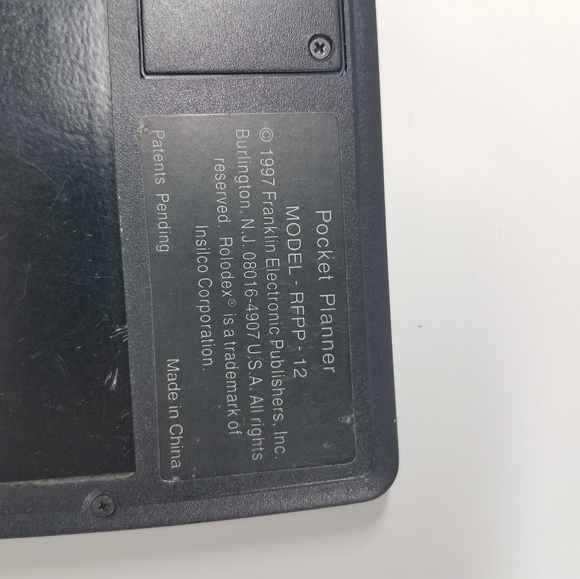 Pocket Planner
MODEL - RFPP - 12
© 1997 Franklin Electronic Publishers, Inc.
Burlington, N.J. 08016-4907 U.S.A. All rights
reserved. Rolodex® is a trademark of
Insilco Corporation.
Patents Pending Made in China